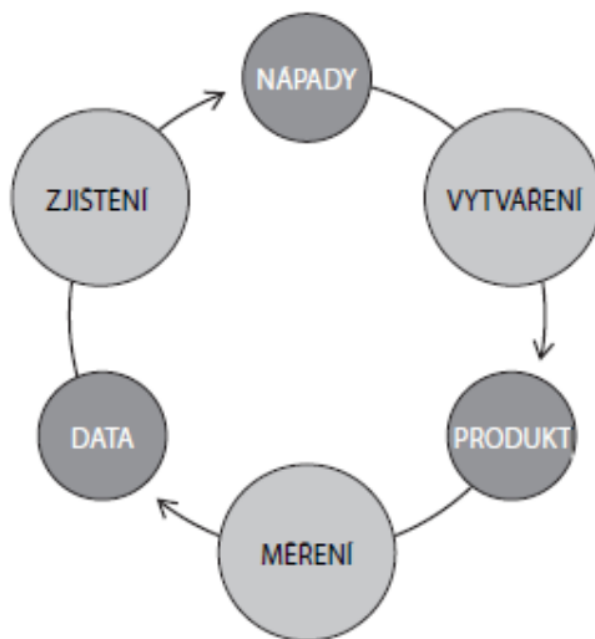 NÁPADY
VYTVÁŘENÍ
PRODUKT
MĚŘENÍ
DATA
ZJIŠTĚNÍ